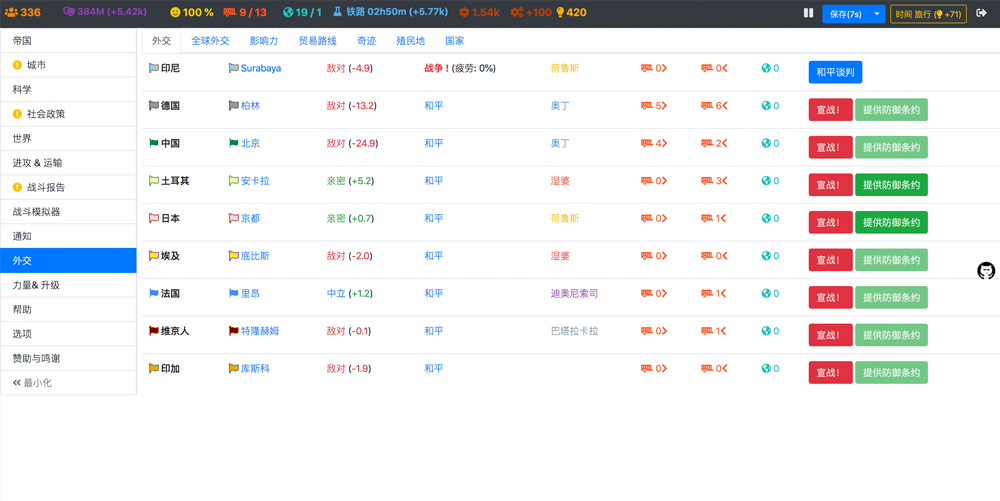 336 384M (+5.42k) 100 % 9 / 13 19 / 1 铁路 02h50m (+5.77k) 1.54k +100 420 保存(7s) 时间 旅行 ( +71)
帝国
城市
科学
社会政策
世界
进攻 & 运输
战斗报告
战斗模拟器
通知
外交
力量& 升级
帮助
选项
赞助与鸣谢
最小化
外交 全球外交 影响力 贸易路线 奇迹 殖民地 国家
印尼 Surabaya 敌对 (-4.9) 战争 ! (疲劳: 0%) 荷鲁斯 0 0 0 和平谈判
德国 柏林 敌对 (-13.2) 和平 奥丁 5 6 0 宣战! 提供防御条约
中国 北京 敌对 (-24.9) 和平 奥丁 4 2 0 宣战! 提供防御条约
土耳其 安卡拉 亲密 (+5.2) 和平 湿婆 0 3 0 宣战! 提供防御条约
日本 京都 亲密 (+0.7) 和平 荷鲁斯 0 1 0 宣战! 提供防御条约
埃及 底比斯 敌对 (-2.0) 和平 湿婆 0 0 0 宣战! 提供防御条约
法国 里昂 中立 (+1.2) 和平 迪奥尼索司 0 1 0 宣战! 提供防御条约
维京人 特隆赫姆 敌对 (-0.1) 和平 巴塔拉卡拉 0 1 0 宣战! 提供防御条约
印加 库斯科 敌对 (-1.9) 和平 0 0 0 宣战! 提供防御条约